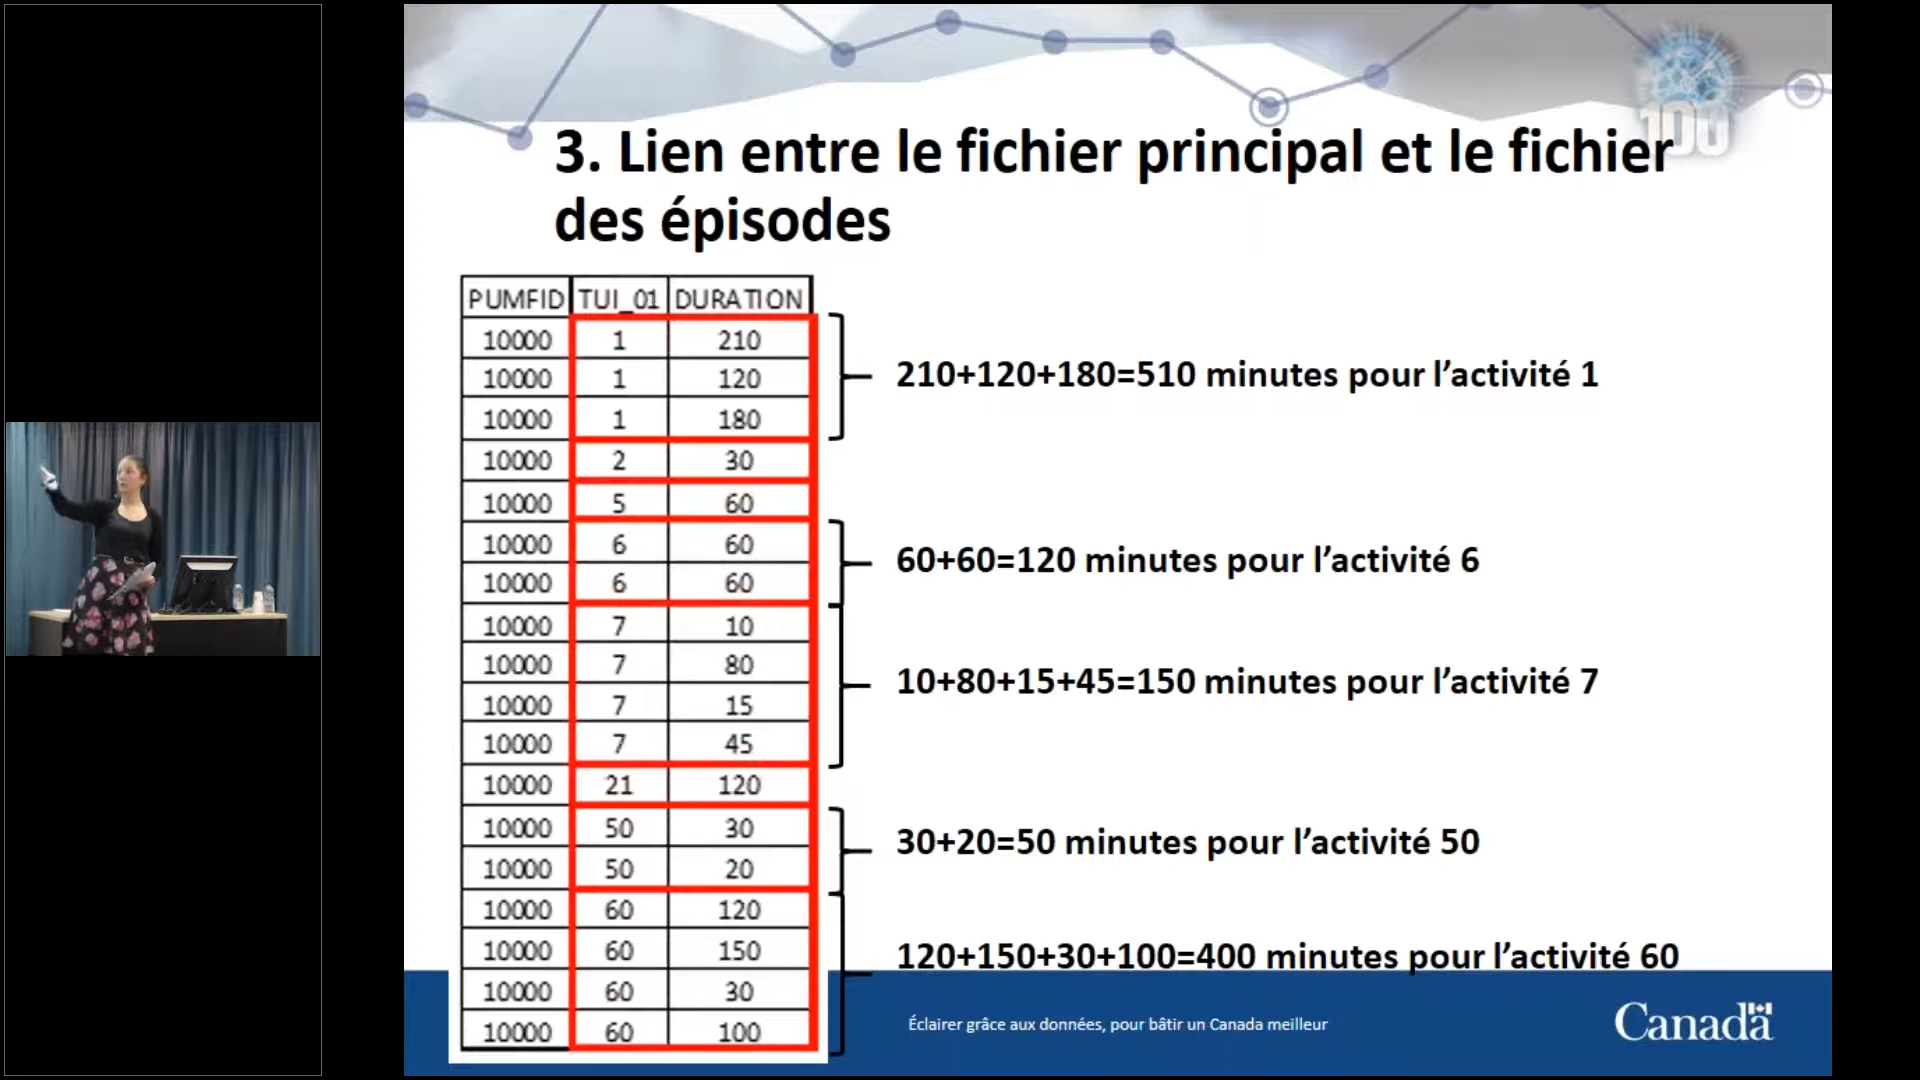 100
3. Lien entre le fichier principal et le fichier
des épisodes
PUMFID TUI_01 DURATION
10000 1 210
10000 1 120
10000 1 180
10000 2 30
10000 5 60
10000 6 60
10000 6 60
10000 7 10
10000 7 80
10000 7 15
10000 7 45
10000 21 120
10000 50 30
10000 50 20
10000 60 120
10000 60 150
10000 60 30
10000 60 100
210+120+180=510 minutes pour l’activité 1
60+60=120 minutes pour l’activité 6
10+80+15+45=150 minutes pour l’activité 7
30+20=50 minutes pour l’activité 50
120+150+30+100=400 minutes pour l’activité 60
Éclairer grâce aux données, pour bâtir un Canada meilleur
Canada